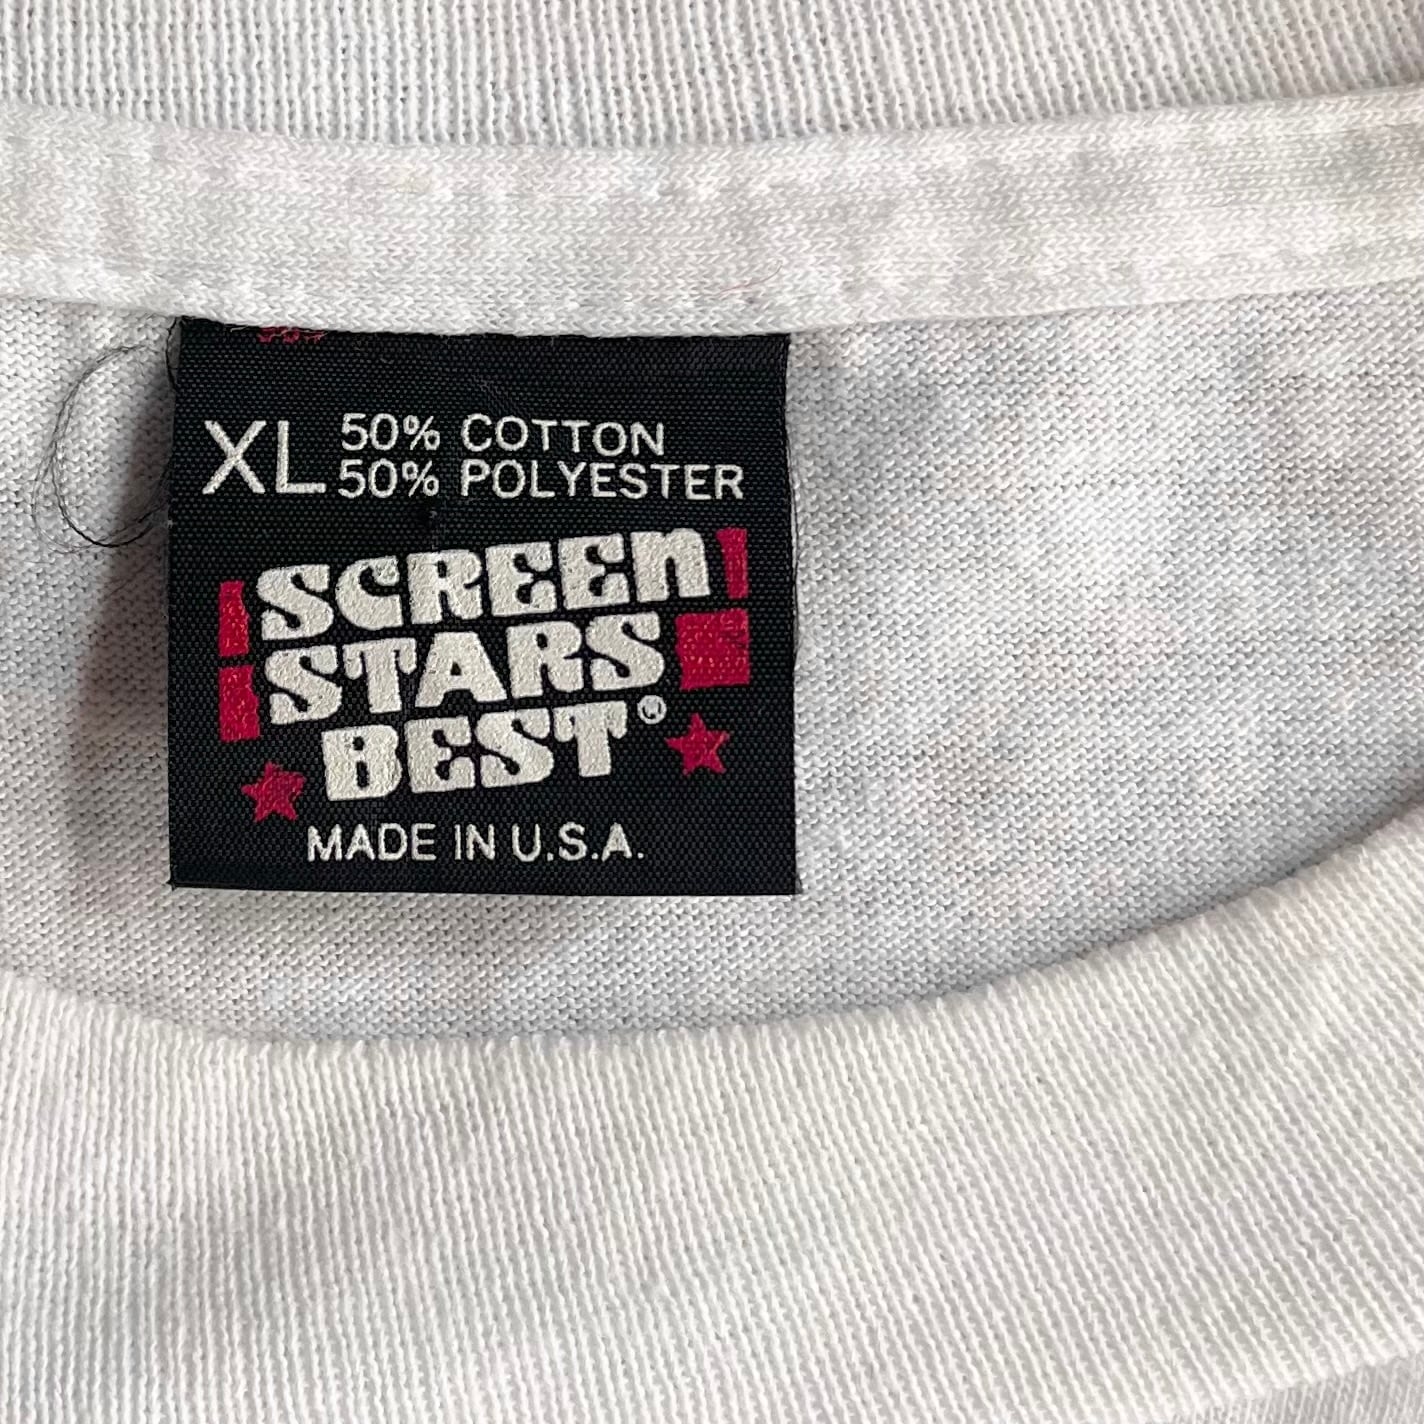 XL 50% COTTON
50% POLYESTER
SCREEN
STARS
BEST®
MADE IN U.S.A.